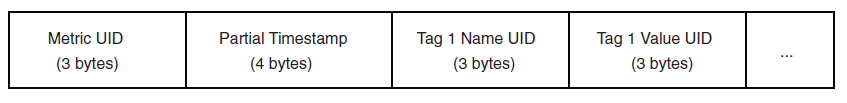 Metric UID Partial Timestamp Tag 1 Name UID Tag 1 Value UID
(3 bytes) (4 bytes) (3 bytes) (3 bytes) ...